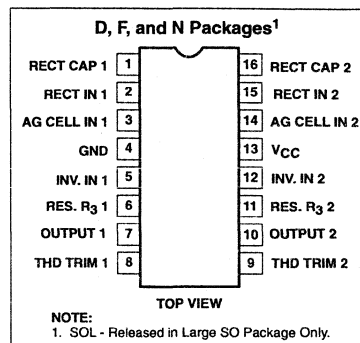 D, F, and N Packages¹
RECT CAP 1 1 16 RECT CAP 2
RECT IN 1 2 15 RECT IN 2
AG CELL IN 1 3 14 AG CELL IN 2
GND 4 13 VCC
INV. IN 1 5 12 INV. IN 2
RES. R3 1 6 11 RES. R3 2
OUTPUT 1 7 10 OUTPUT 2
THD TRIM 1 8 9 THD TRIM 2
TOP VIEW
NOTE:
1. SOL - Released in Large SO Package Only.